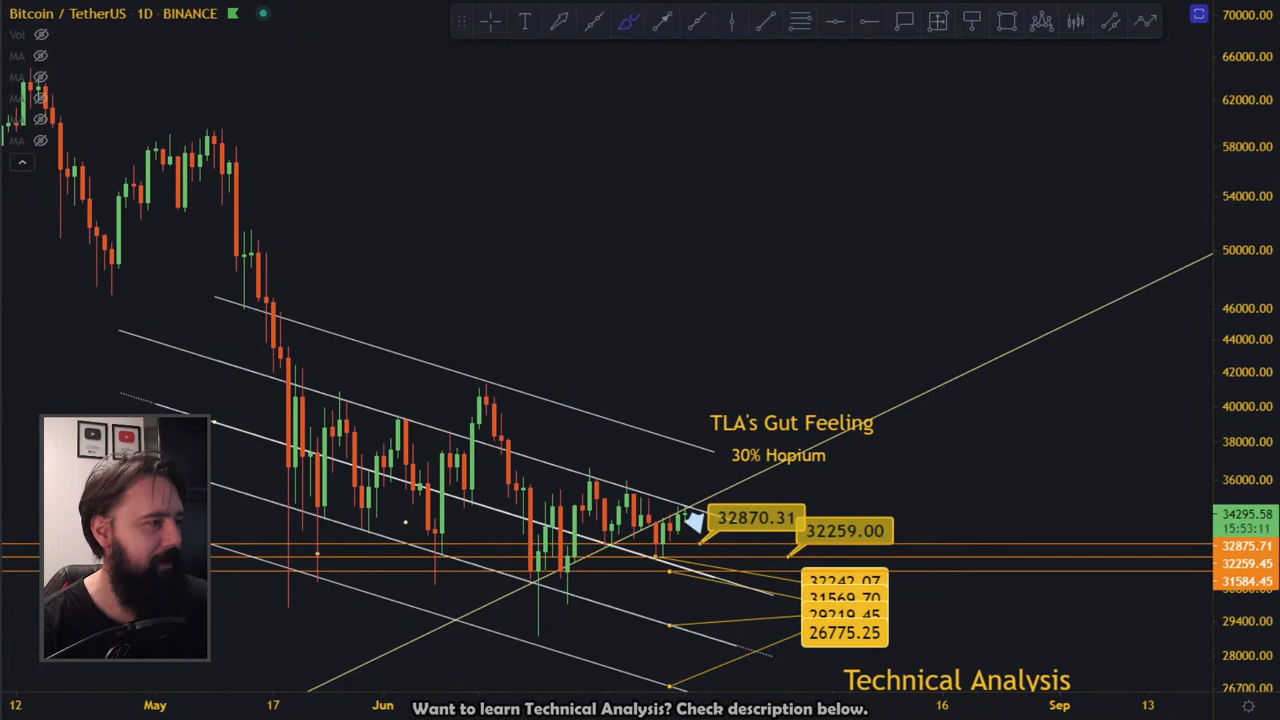 Bitcoin / TetherUS · 1D · BINANCE
Vol
MA
MA
MA
MA
MA
70000.00
66000.00
62000.00
58000.00
54000.00
50000.00
46000.00
44000.00
42000.00
40000.00
38000.00
36000.00
34295.58
15:53:11
32875.71
32259.45
31584.45
29400.00
28000.00
26700.00
TLA's Gut Feeling
30% Hopium
32870.31
32259.00
32242.07
31569.70
29219.45
26775.25
Technical Analysis
12
May
17
Jun
16
Sep
13
Want to learn Technical Analysis? Check description below.